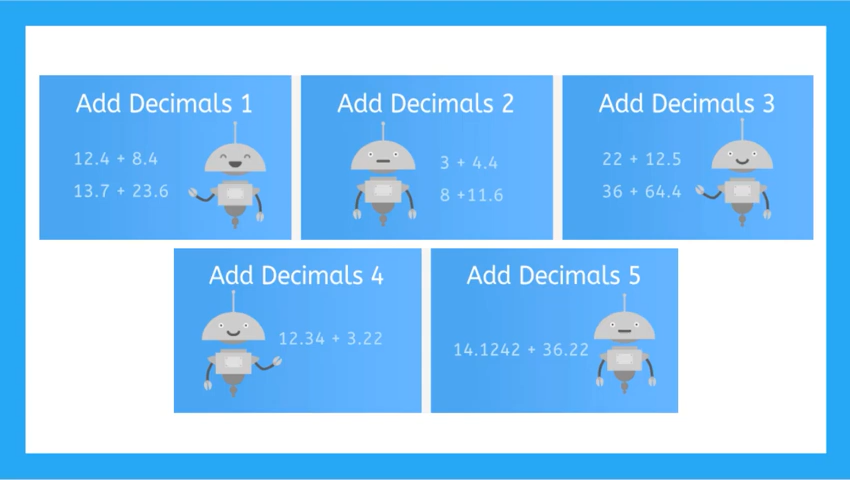 Add Decimals 1
12.4 + 8.4
13.7 + 23.6
Add Decimals 2
3 + 4.4
8 +11.6
Add Decimals 3
22 + 12.5
36 + 64.4
Add Decimals 4
12.34 + 3.22
Add Decimals 5
14.1242 + 36.22